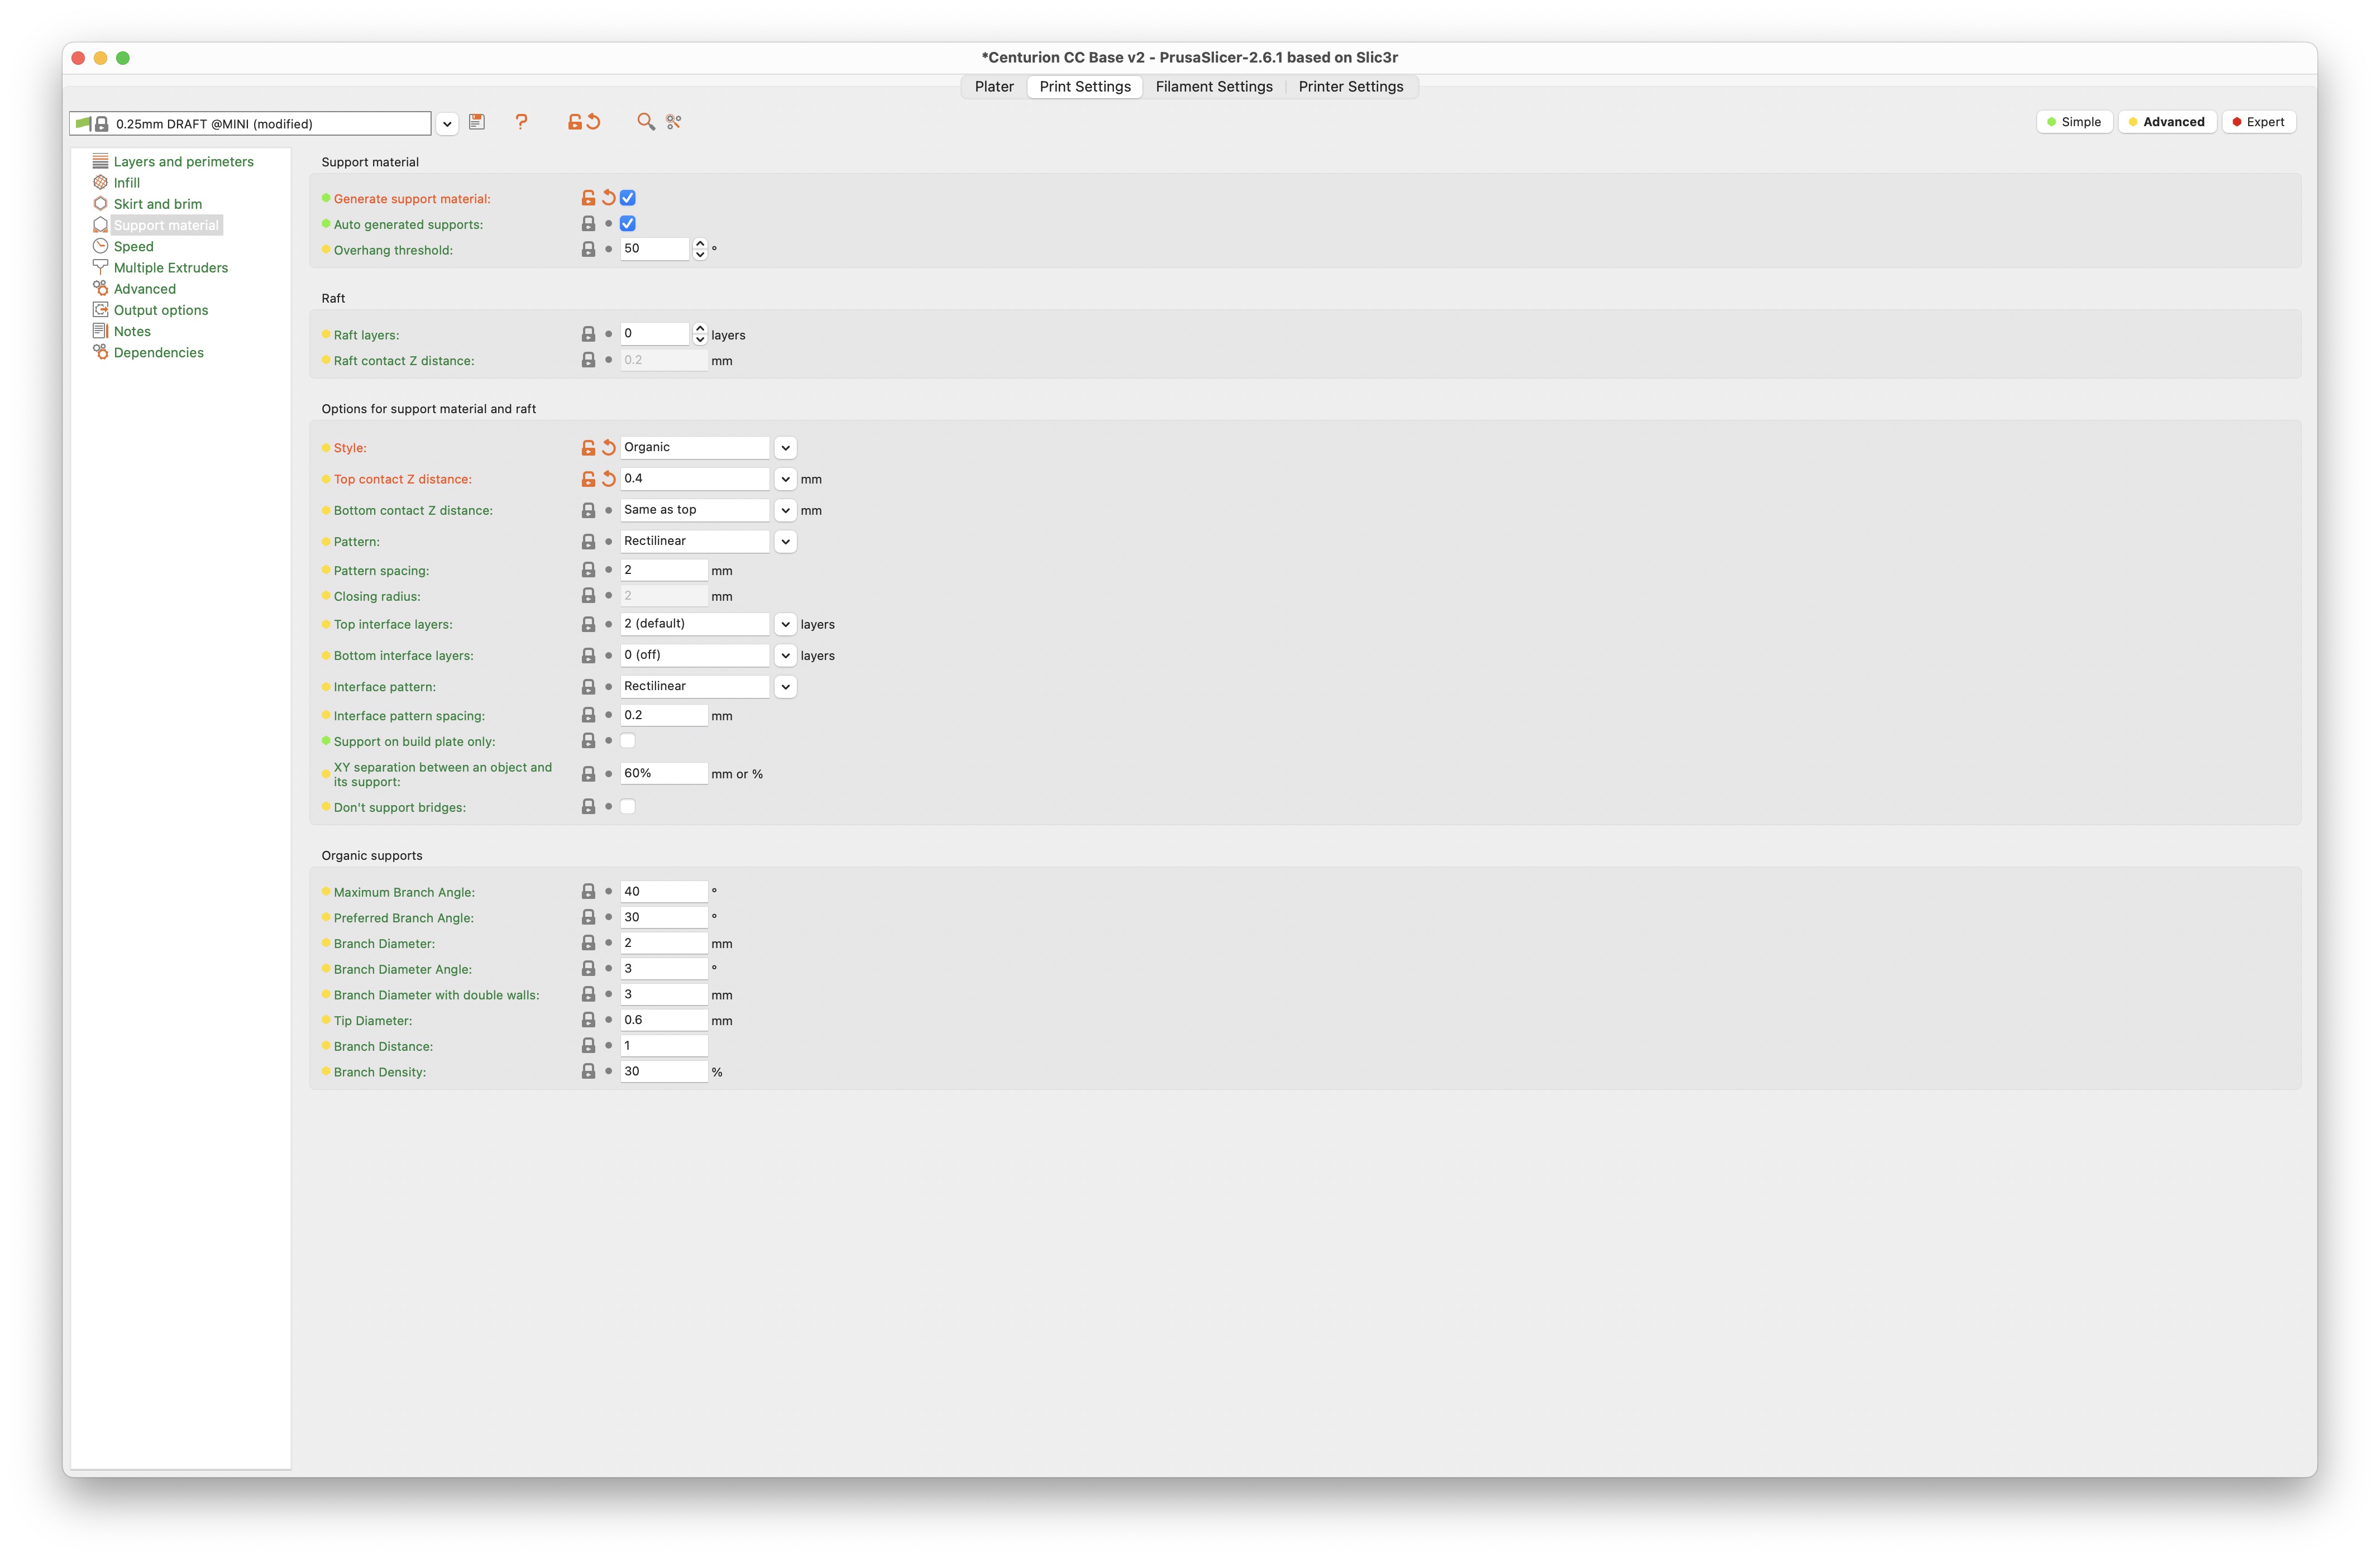 *Centurion CC Base v2 - PrusaSlicer-2.6.1 based on Slic3r
Plater Print Settings Filament Settings Printer Settings
0.25mm DRAFT @MINI (modified)
?
Simple Advanced Expert
Layers and perimeters
Infill
Skirt and brim
Support material
Speed
Multiple Extruders
Advanced
Output options
Notes
Dependencies
Support material
Generate support material:
Auto generated supports:
Overhang threshold: 50 °
Raft
Raft layers: 0 layers
Raft contact Z distance: 0.2 mm
Options for support material and raft
Style: Organic
Top contact Z distance: 0.4 mm
Bottom contact Z distance: Same as top mm
Pattern: Rectilinear
Pattern spacing: 2 mm
Closing radius: 2 mm
Top interface layers: 2 (default) layers
Bottom interface layers: 0 (off) layers
Interface pattern: Rectilinear
Interface pattern spacing: 0.2 mm
Support on build plate only:
XY separation between an object and
its support: 60% mm or %
Don't support bridges:
Organic supports
Maximum Branch Angle: 40 °
Preferred Branch Angle: 30 °
Branch Diameter: 2 mm
Branch Diameter Angle: 3 °
Branch Diameter with double walls: 3 mm
Tip Diameter: 0.6 mm
Branch Distance: 1
Branch Density: 30 %